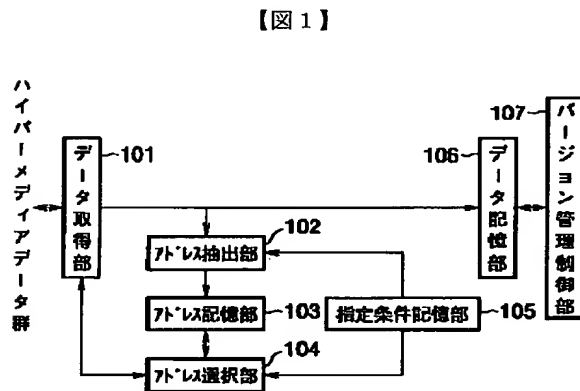 【図1】
ハイパーメディアデータ群
データ取得部
101
アドレス抽出部
102
アドレス記憶部
103
アドレス選択部
104
指定条件記憶部
105
データ記憶部
106
バージョン管理制御部
107